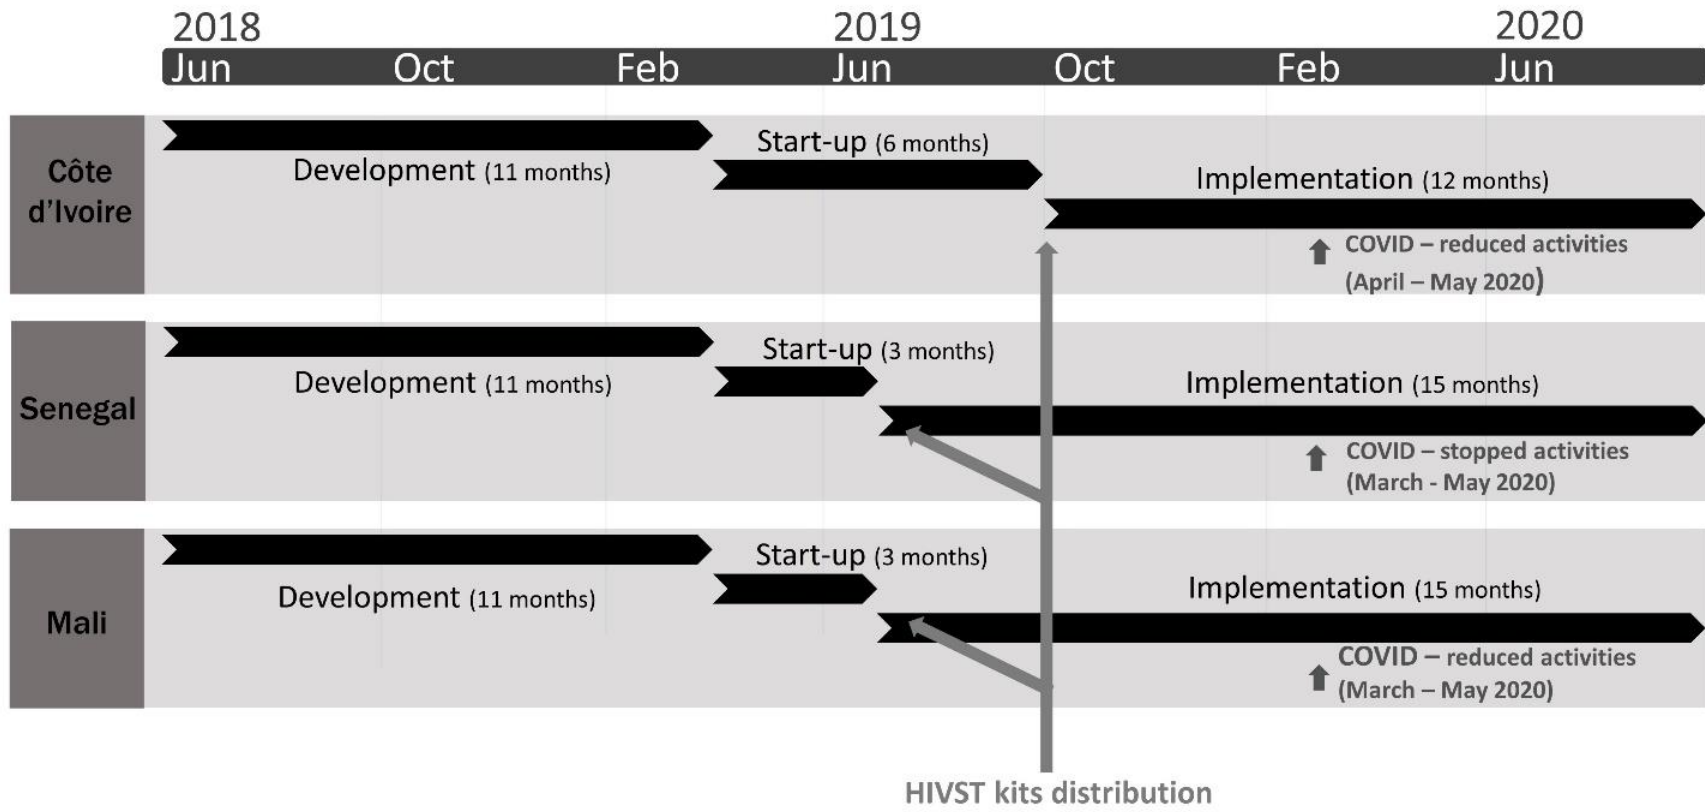 2018 2019 2020
Jun Oct Feb Jun Oct Feb Jun
Côte
d’Ivoire
Development (11 months)
Start-up (6 months)
Implementation (12 months)
COVID – reduced activities
(April – May 2020)
Senegal
Development (11 months)
Start-up (3 months)
Implementation (15 months)
COVID – stopped activities
(March - May 2020)
Mali
Development (11 months)
Start-up (3 months)
Implementation (15 months)
COVID – reduced activities
(March – May 2020)
HIVST kits distribution